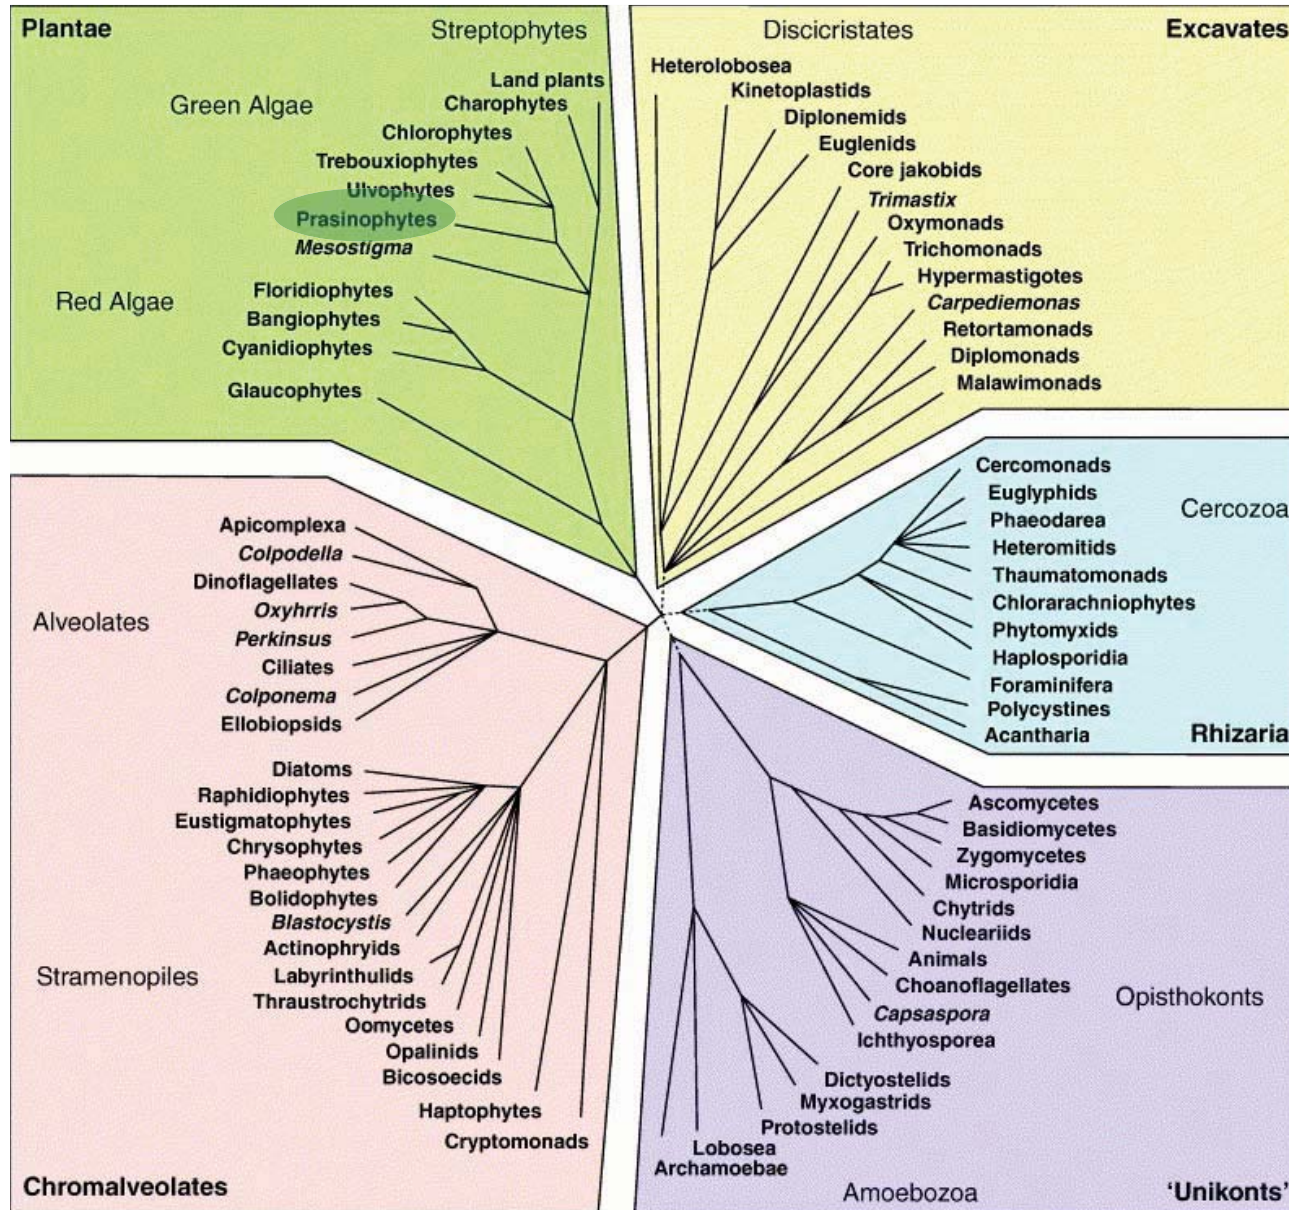 Plantae
Streptophytes
Land plants
Green Algae
Charophytes
Chlorophytes
Trebouxiophytes
Ulvophytes
Prasinophytes
Mesostigma
Red Algae
Floridiophytes
Bangiophytes
Cyanidiophytes
Glaucophytes
Discicristates
Excavates
Heterolobosea
Kinetoplastids
Diplonemids
Euglenids
Core jakobids
Trimastix
Oxymonads
Trichomonads
Hypermastigotes
Carpediemonas
Retortamonads
Diplomonads
Malawimonads
Cercomonads
Euglyphids
Cercozoa
Phaeodarea
Heteromitids
Thaumatomonads
Chlorarachniophytes
Phytomyxids
Haplosporidia
Foraminifera
Polycystines
Acantharia
Rhizaria
Apicomplexa
Colpodella
Dinoflagellates
Oxyhrris
Alveolates
Perkinsus
Ciliates
Colponema
Ellobiopsids
Diatoms
Raphidiophytes
Eustigmatophytes
Chrysophytes
Phaeophytes
Bolidophytes
Blastocystis
Actinophryids
Stramenopiles
Labyrinthulids
Thraustrochytrids
Oomycetes
Opalinids
Bicosoecids
Haptophytes
Cryptomonads
Chromalveolates
Ascomycetes
Basidiomycetes
Zygomycetes
Microsporidia
Chytrids
Nucleariids
Animals
Choanoflagellates
Opisthokonts
Capsaspora
Ichthyosporea
Dictyostelids
Myxogastrids
Protostelids
Lobosea
Archamoebae
Amoebozoa
'Unikonts'